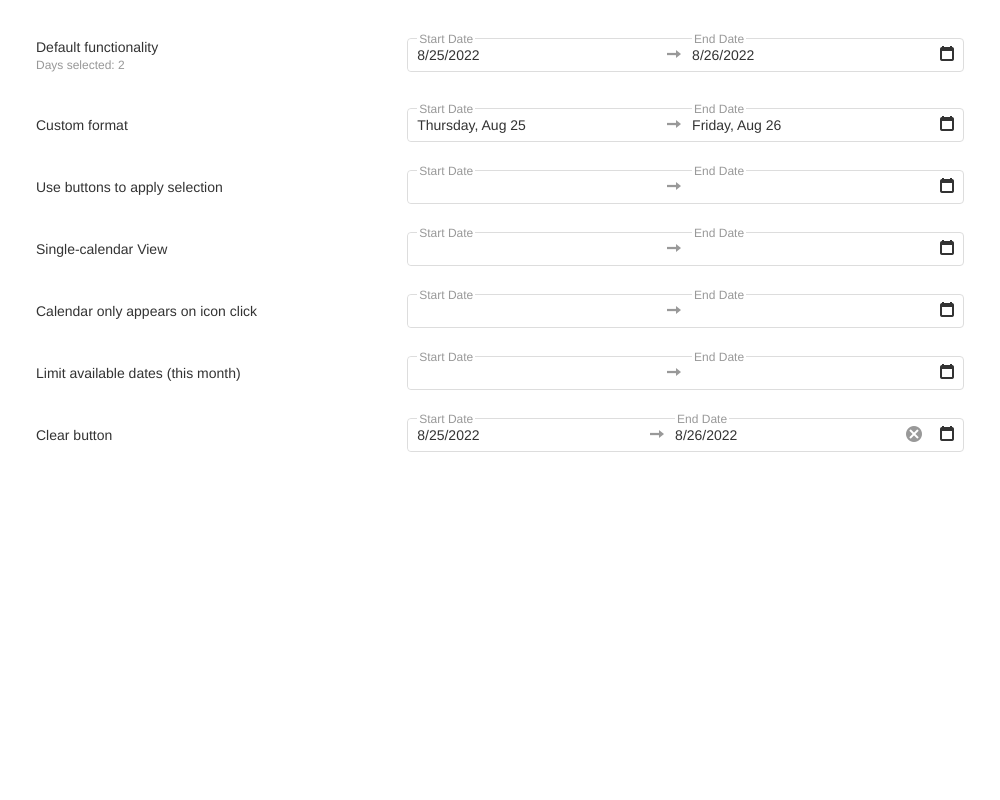 Default functionality
Days selected: 2
Start Date
8/25/2022
End Date
8/26/2022
Custom format
Start Date
Thursday, Aug 25
End Date
Friday, Aug 26
Use buttons to apply selection
Start Date
End Date
Single-calendar View
Start Date
End Date
Calendar only appears on icon click
Start Date
End Date
Limit available dates (this month)
Start Date
End Date
Clear button
Start Date
8/25/2022
End Date
8/26/2022